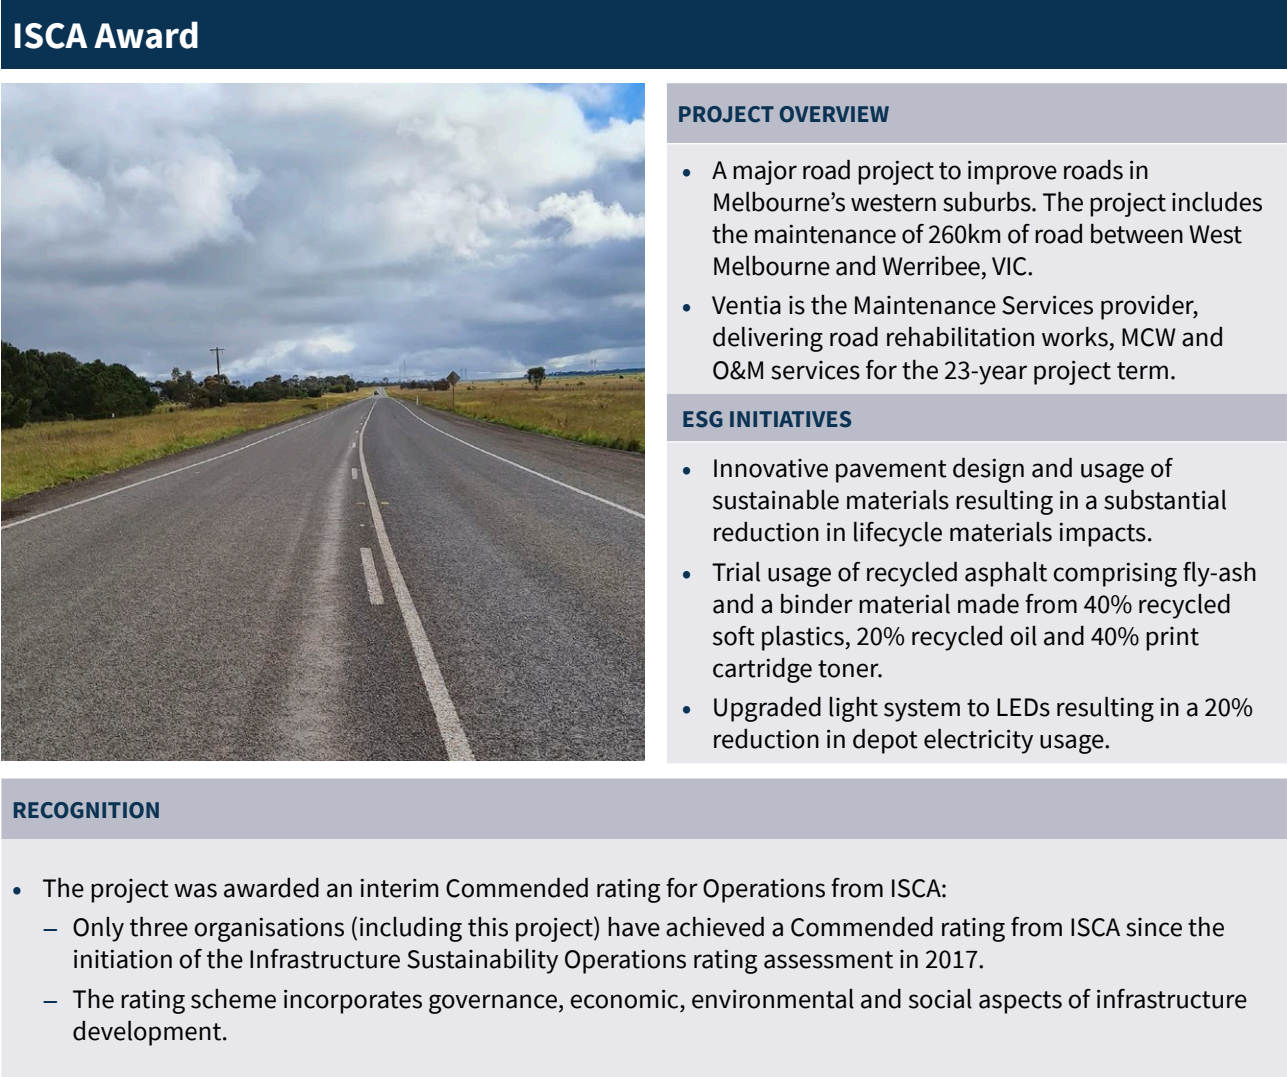 ISCA Award
PROJECT OVERVIEW
• A major road project to improve roads in
Melbourne’s western suburbs. The project includes
the maintenance of 260km of road between West
Melbourne and Werribee, VIC.
• Ventia is the Maintenance Services provider,
delivering road rehabilitation works, MCW and
O&M services for the 23-year project term.
ESG INITIATIVES
• Innovative pavement design and usage of
sustainable materials resulting in a substantial
reduction in lifecycle materials impacts.
• Trial usage of recycled asphalt comprising fly-ash
and a binder material made from 40% recycled
soft plastics, 20% recycled oil and 40% print
cartridge toner.
• Upgraded light system to LEDs resulting in a 20%
reduction in depot electricity usage.
RECOGNITION
• The project was awarded an interim Commended rating for Operations from ISCA:
– Only three organisations (including this project) have achieved a Commended rating from ISCA since the
initiation of the Infrastructure Sustainability Operations rating assessment in 2017.
– The rating scheme incorporates governance, economic, environmental and social aspects of infrastructure
development.